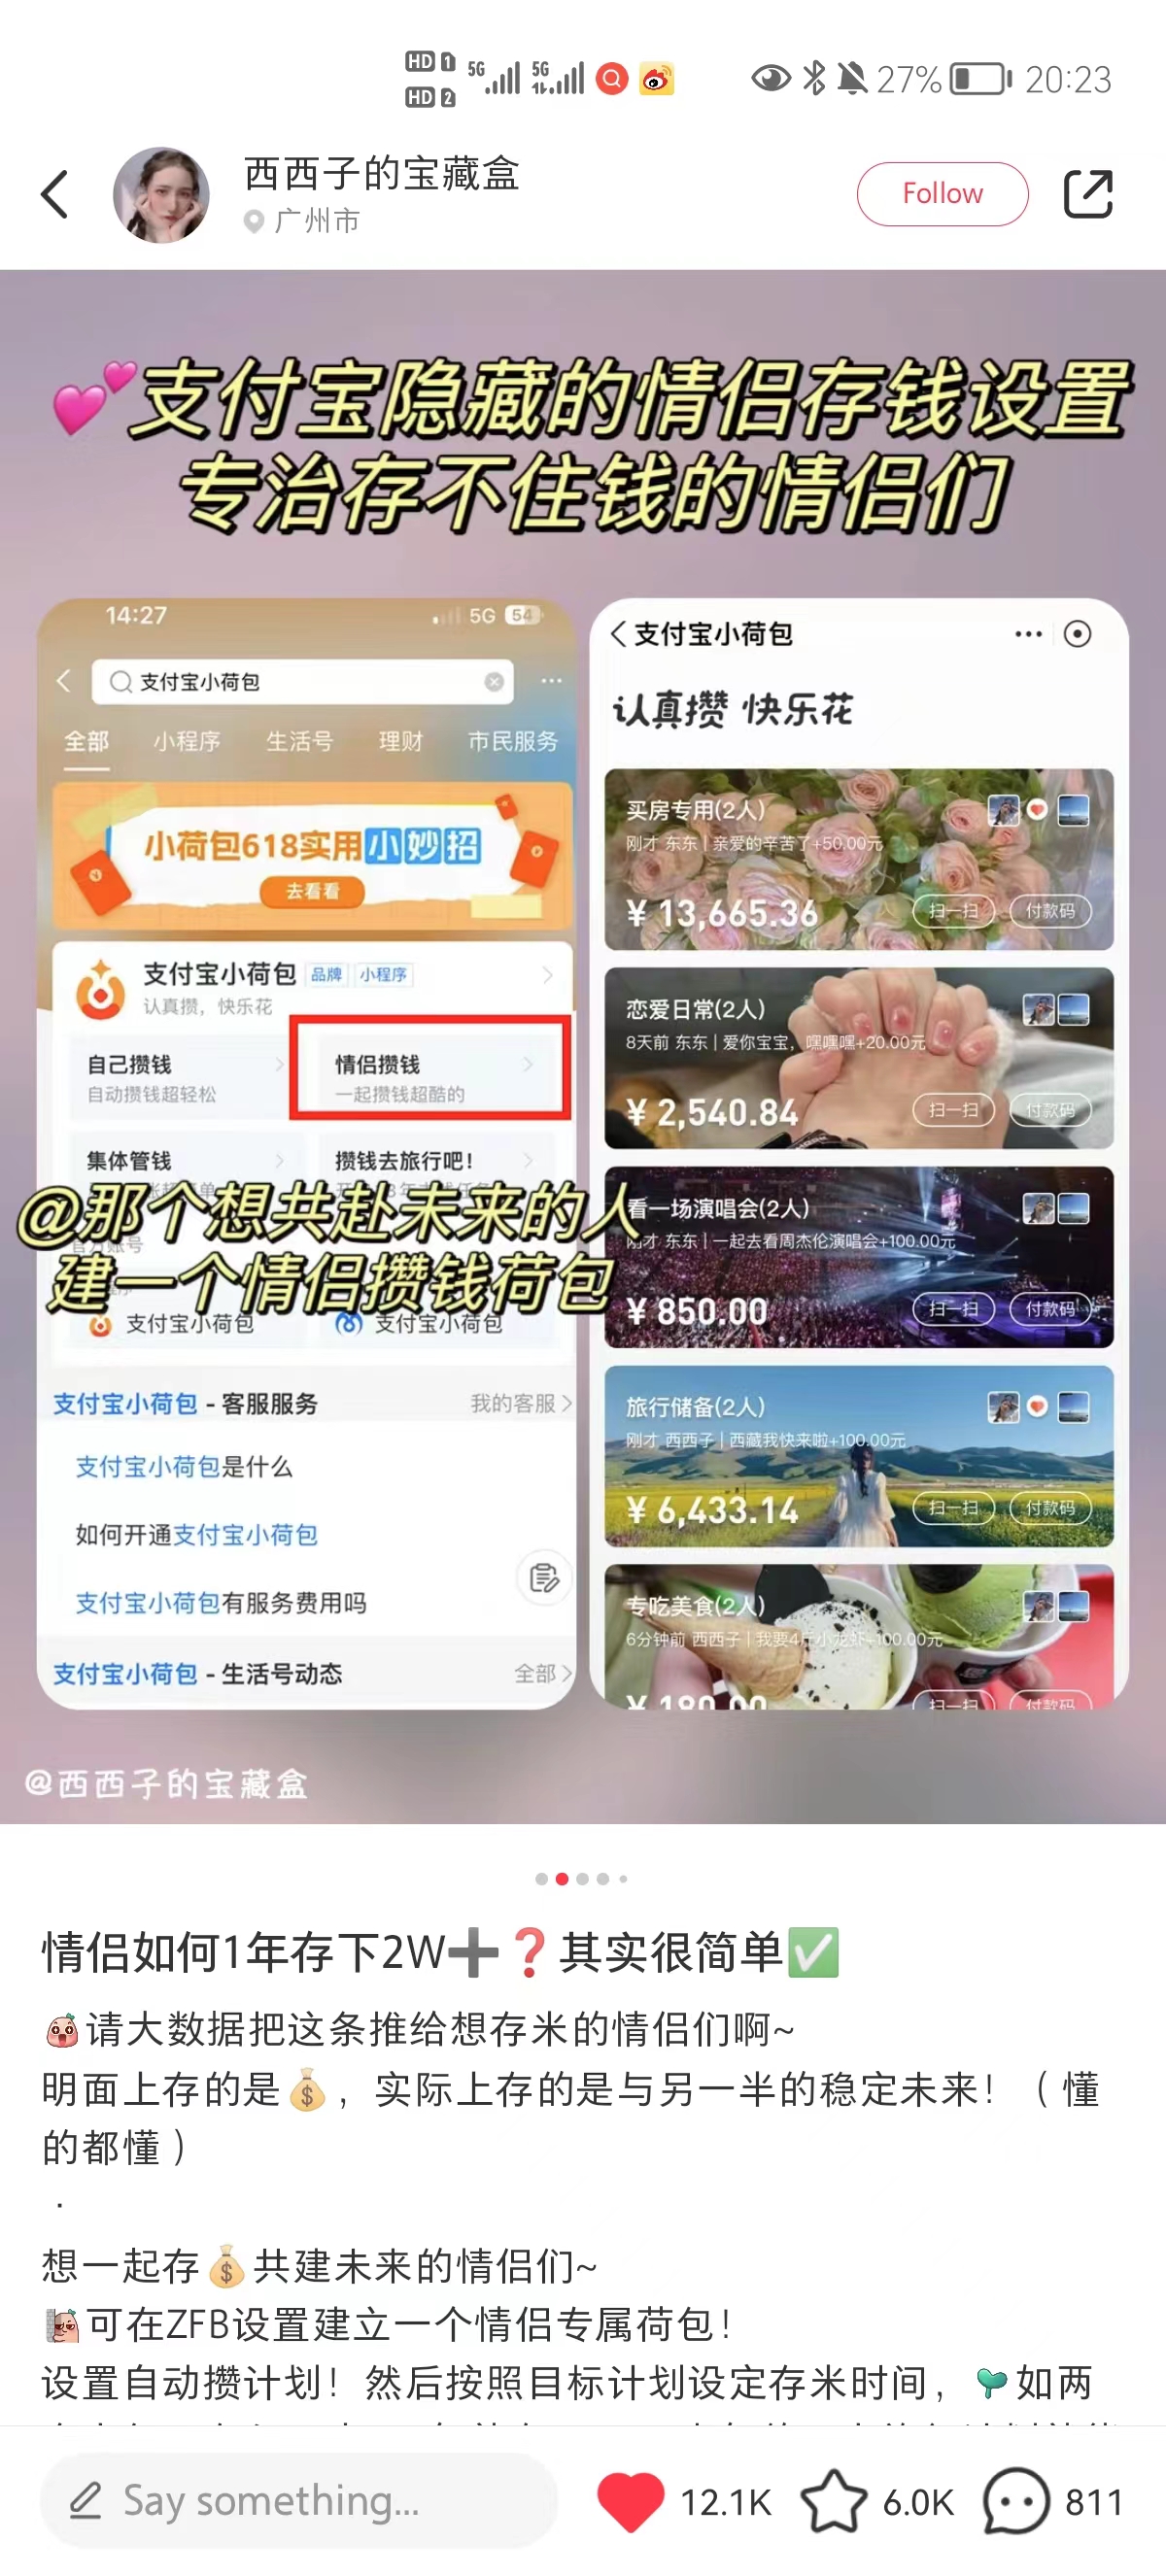 HD 1 5G 5G 27% 20:23
HD 2
西西子的宝藏盒
广州市
Follow
💕支付宝隐藏的情侣存钱设置
专治存不住钱的情侣们
14:27 5G 54
支付宝小荷包
全部 小程序 生活号 理财 市民服务
小荷包618实用小妙招
去看看
支付宝小荷包 品牌 小程序
认真攒，快乐花
自己攒钱
自动攒钱超轻松
情侣攒钱
一起攒钱超酷的
集体管钱
攒钱去旅行吧！
@那个想共赴未来的人
建一个情侣攒钱荷包
支付宝小荷包
支付宝小荷包
支付宝小荷包 - 客服服务 我的客服
支付宝小荷包是什么
如何开通支付宝小荷包
支付宝小荷包有服务费用吗
支付宝小荷包 - 生活号动态 全部
支付宝小荷包
认真攒 快乐花
买房专用(2人)
刚才 东东 | 亲爱的辛苦了+50.00元
¥ 13,665.36 扫一扫 付款码
恋爱日常(2人)
8天前 东东 | 爱你宝宝，嘿嘿嘿+20.00元
¥ 2,540.84 扫一扫 付款码
看一场演唱会(2人)
刚才 东东 | 一起去看周杰伦演唱会+100.00元
¥ 850.00 扫一扫 付款码
旅行储备(2人)
刚才 西西子 | 西藏我快来啦+100.00元
¥ 6,433.14 扫一扫 付款码
专吃美食(2人)
6分钟前 西西子 | 我要4斤小龙虾+100.00元
¥ 180.00 扫一扫 付款码
@西西子的宝藏盒
情侣如何1年存下2W➕❓其实很简单✅
请大数据把这条推给想存米的情侣们啊~
明面上存的是💰，实际上存的是与另一半的稳定未来！（懂
的都懂）
.
想一起存💰共建未来的情侣们~
可在ZFB设置建立一个情侣专属荷包！
设置自动攒计划！然后按照目标计划设定存米时间，🌱如两
Say something... 12.1K 6.0K 811